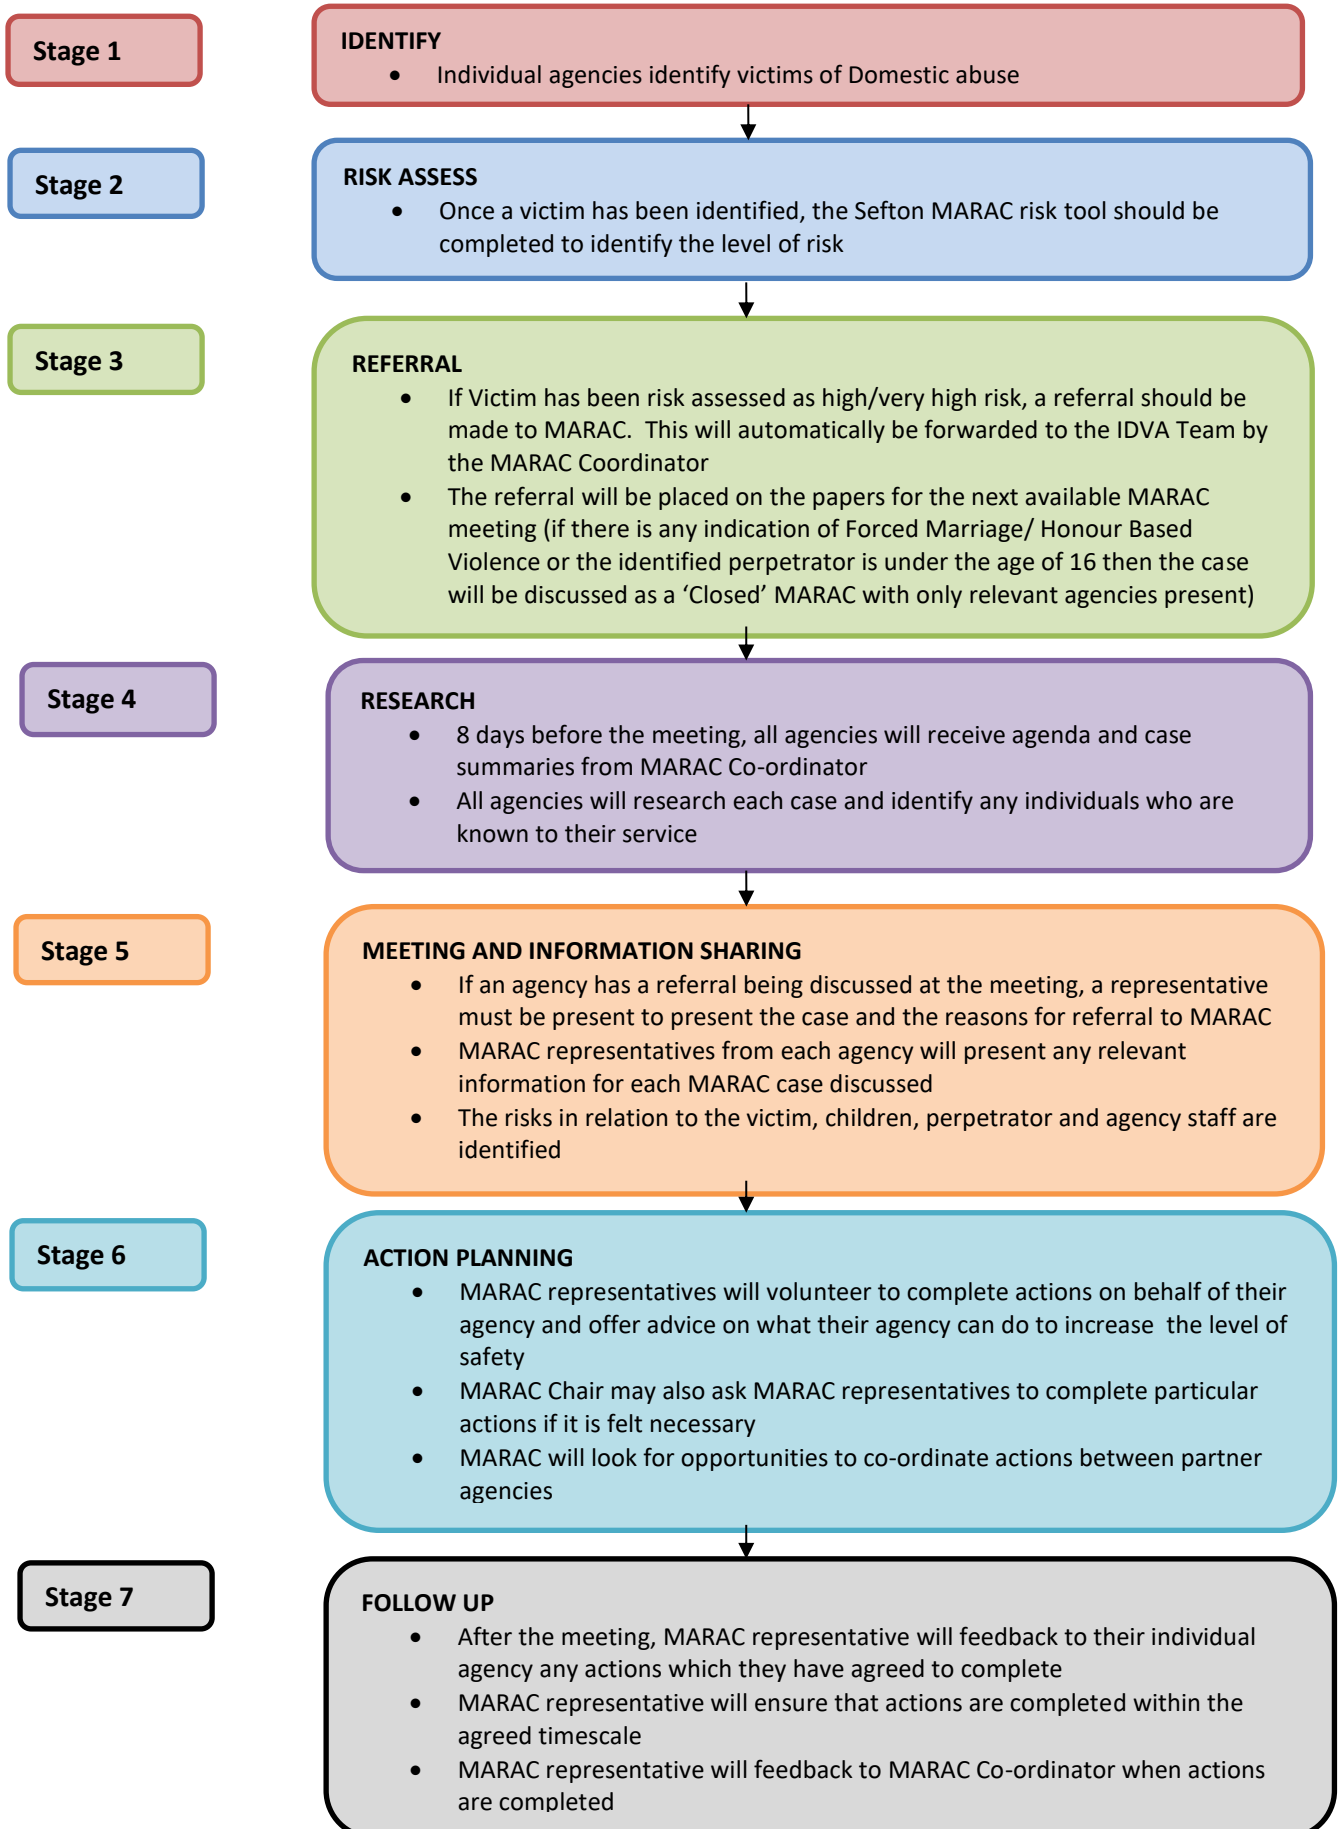 Stage 1
IDENTIFY
• Individual agencies identify victims of Domestic abuse
Stage 2
RISK ASSESS
• Once a victim has been identified, the Sefton MARAC risk tool should be
completed to identify the level of risk
Stage 3
REFERRAL
• If Victim has been risk assessed as high/very high risk, a referral should be
made to MARAC.  This will automatically be forwarded to the IDVA Team by
the MARAC Coordinator
• The referral will be placed on the papers for the next available MARAC
meeting (if there is any indication of Forced Marriage/ Honour Based
Violence or the identified perpetrator is under the age of 16 then the case
will be discussed as a ‘Closed’ MARAC with only relevant agencies present)
Stage 4
RESEARCH
• 8 days before the meeting, all agencies will receive agenda and case
summaries from MARAC Co-ordinator
• All agencies will research each case and identify any individuals who are
known to their service
Stage 5
MEETING AND INFORMATION SHARING
• If an agency has a referral being discussed at the meeting, a representative
must be present to present the case and the reasons for referral to MARAC
• MARAC representatives from each agency will present any relevant
information for each MARAC case discussed
• The risks in relation to the victim, children, perpetrator and agency staff are
identified
Stage 6
ACTION PLANNING
• MARAC representatives will volunteer to complete actions on behalf of their
agency and offer advice on what their agency can do to increase  the level of
safety
• MARAC Chair may also ask MARAC representatives to complete particular
actions if it is felt necessary
• MARAC will look for opportunities to co-ordinate actions between partner
agencies
Stage 7
FOLLOW UP
• After the meeting, MARAC representative will feedback to their individual
agency any actions which they have agreed to complete
• MARAC representative will ensure that actions are completed within the
agreed timescale
• MARAC representative will feedback to MARAC Co-ordinator when actions
are completed